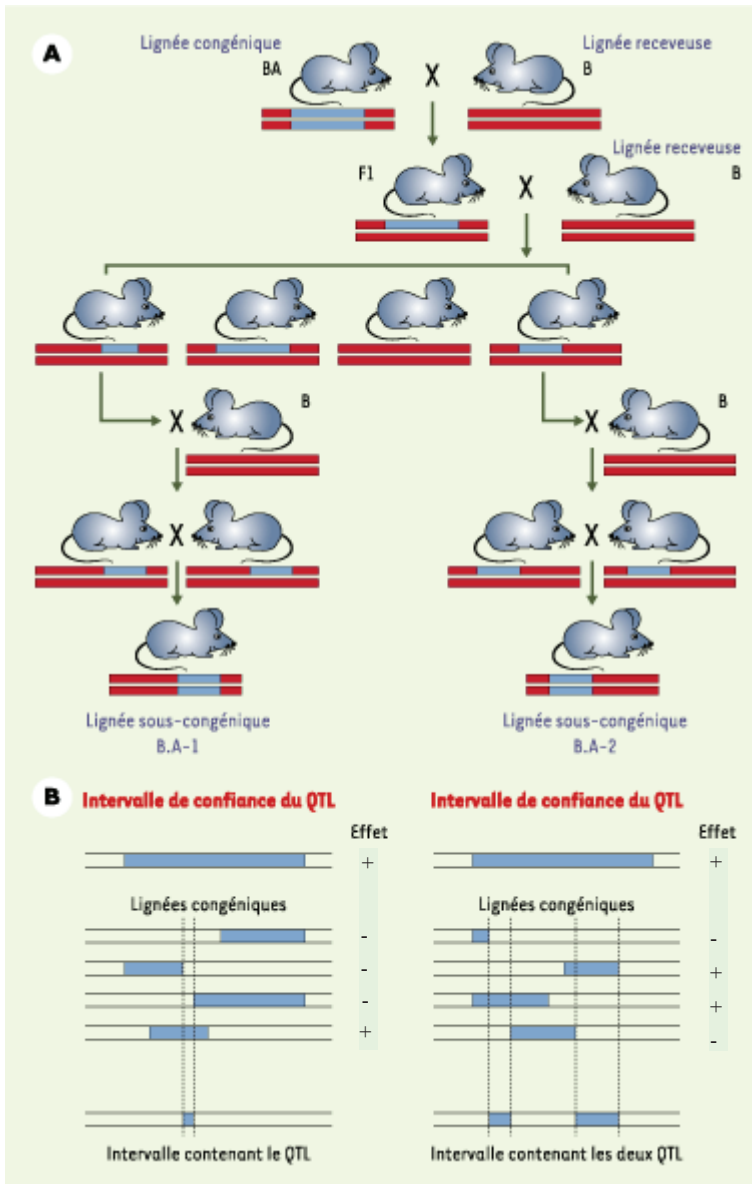 A
Lignée congénique
BA
X
Lignée receveuse
B
Lignée receveuse
F1
X
B
X
B
X
B
X
X
Lignée sous-congénique
B.A-1
Lignée sous-congénique
B.A-2
B
Intervalle de confiance du QTL
Effet
+
Lignées congéniques
-
-
-
+
Intervalle contenant le QTL
Intervalle de confiance du QTL
Effet
+
Lignées congéniques
-
+
+
-
Intervalle contenant les deux QTL